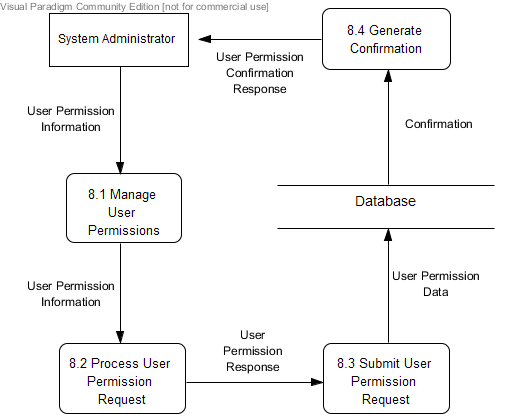 Visual Paradigm Community Edition [not for commercial use]
System Administrator
8.4 Generate
Confirmation
User Permission
Confirmation
Response
User Permission
Information
Confirmation
8.1 Manage
User
Permissions
Database
User Permission
Information
User Permission
Data
8.2 Process User
Permission
Request
User
Permission
Response
8.3 Submit User
Permission
Request